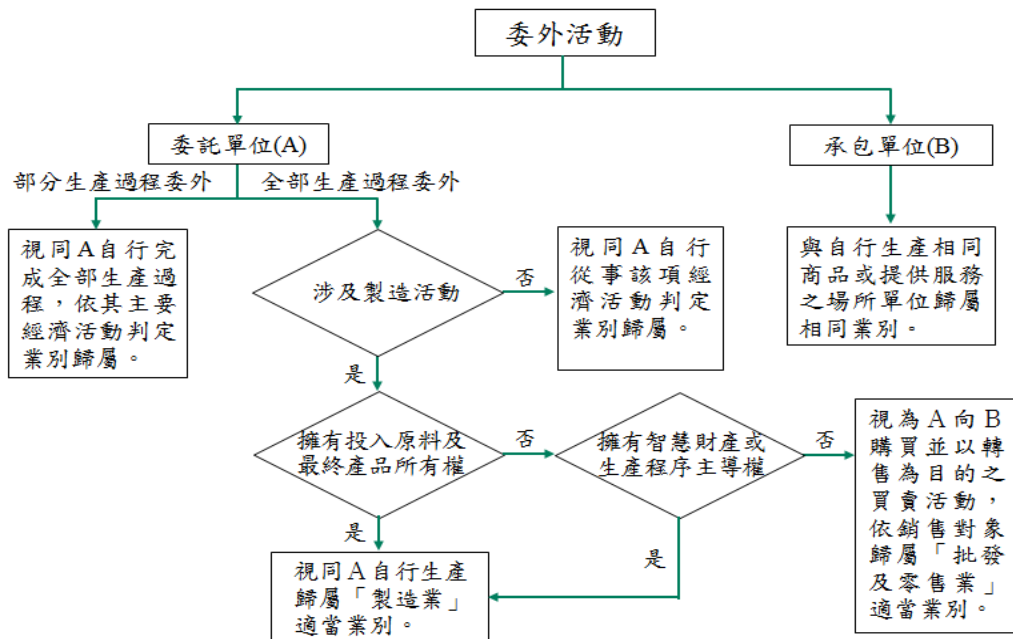 委外活動
委託單位(A)
承包單位(B)
部分生產過程委外
全部生產過程委外
視同A自行完
成全部生產過
程，依其主要
經濟活動判定
業別歸屬。
涉及製造活動
否
視同A自行
從事該項經
濟活動判定
業別歸屬。
與自行生產相同
商品或提供服務
之場所單位歸屬
相同業別。
是
擁有投入原料及
最終產品所有權
否
擁有智慧財產或
生產程序主導權
否
視為A向B
購買並以轉
售為目的之
買賣活動，
依銷售對象
歸屬「批發
及零售業」
適當業別。
是
是
視同A自行生產
歸屬「製造業」
適當業別。